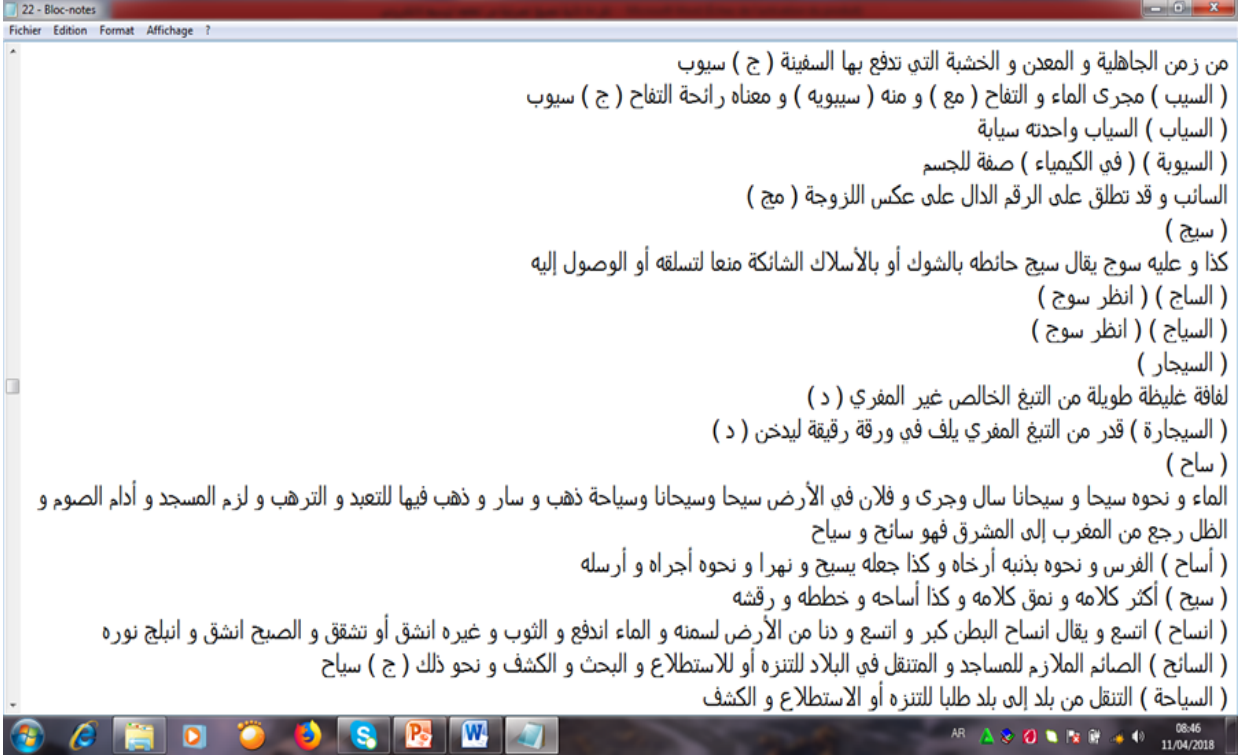 22 - Bloc-notes
Fichier Edition Format Affichage ?
من زمن الجاهلية و المعدن و الخشبة التي تدفع بها السفينة ( ج ) سيوب
( السيب ) مجرى الماء و التفاح ( مع ) و منه ( سيبويه ) و معناه رائحة التفاح ( ج ) سيوب
( السياب ) السياب واحدته سيابة
( السيوبة ) ( في الكيمياء ) صفة للجسم
السائب و قد تطلق على الرقم الدال على عكس اللزوجة ( مج )
( سيج )
كذا و عليه سوج يقال سيج حائطه بالشوك أو بالأسلاك الشائكة منعا لتسلقه أو الوصول إليه
( الساج ) ( انظر سوج )
( السياج ) ( انظر سوج )
( السيجار )
لفافة غليظة طويلة من التبغ الخالص غير المفري ( د )
( السيجارة ) قدر من التبغ المفري يلف في ورقة رقيقة ليدخن ( د )
( ساح )
الماء و نحوه سيحا و سيحانا سال وجرى و فلان في الأرض سيحا وسيحانا وسياحة ذهب و سار و ذهب فيها للتعبد و الترهب و لزم المسجد و أدام الصوم و
الظل رجع من المغرب إلى المشرق فهو سائح و سياح
( أساح ) الفرس و نحوه بذنبه أرخاه و كذا جعله يسيح و نهرا و نحوه أجراه و أرسله
( سيح ) أكثر كلامه و نمق كلامه و كذا أساحه و خططه و رقشه
( انساح ) اتسع و يقال انساح البطن كبر و اتسع و دنا من الأرض لسمنه و الماء اندفع و الثوب و غيره انشق أو تشقق و الصبح انشق و انبلج نوره
( السائح ) الصائم الملازم للمساجد و المتنقل في البلاد للتنزه أو للاستطلاع و البحث و الكشف و نحو ذلك ( ج ) سياح
( السياحة ) التنقل من بلد إلى بلد طلبا للتنزه أو الاستطلاع و الكشف
AR
08:46
11/04/2018